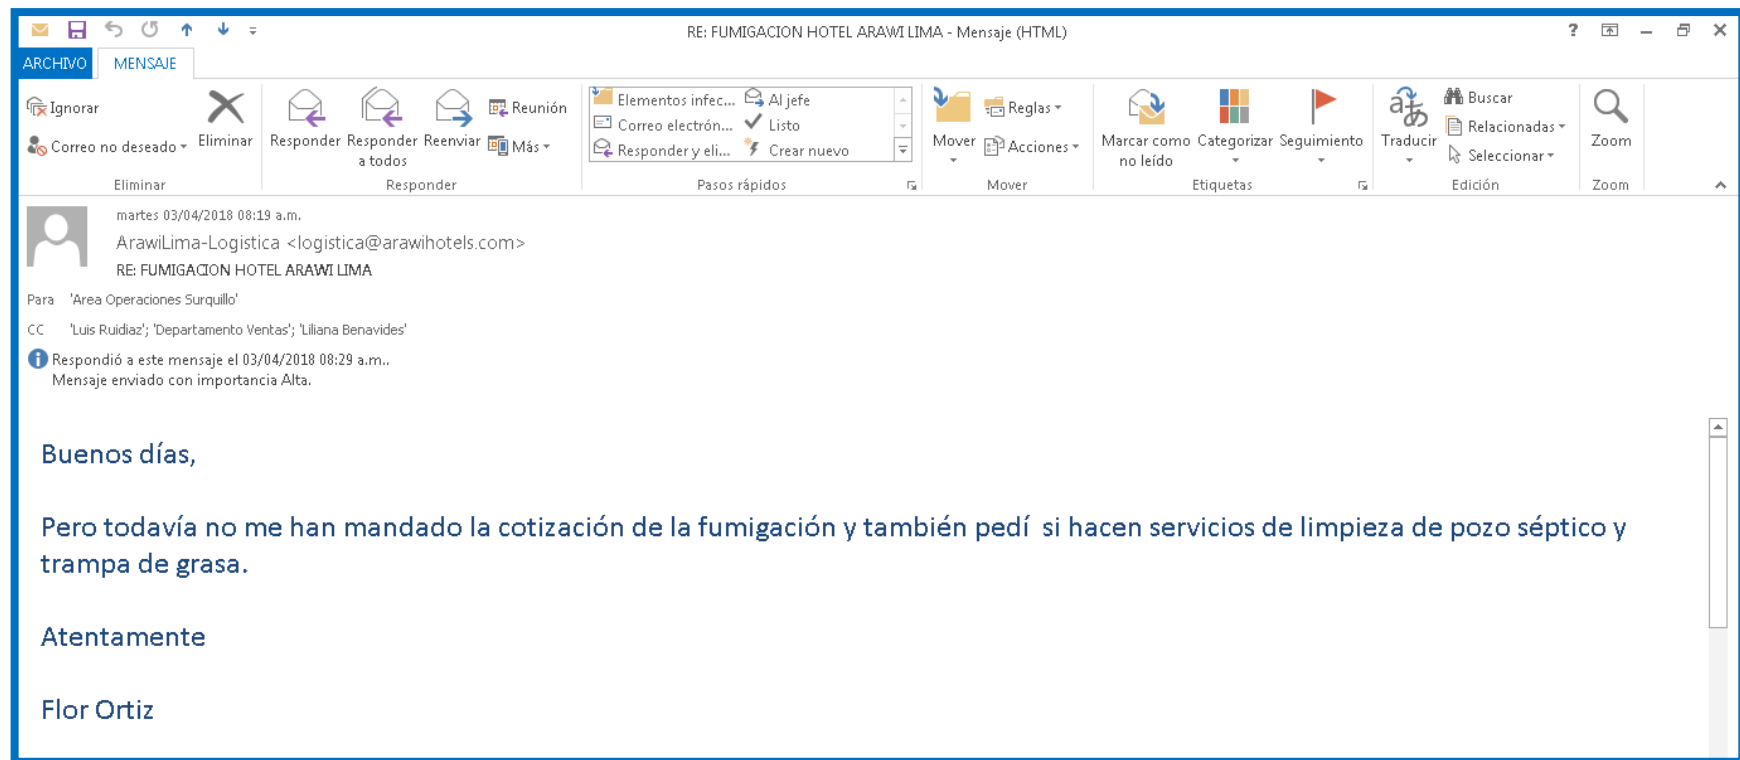 RE: FUMIGACION HOTEL ARAWI LIMA - Mensaje (HTML)
ARCHIVO MENSAJE
Ignorar
Correo no deseado
Eliminar
Eliminar
Responder
Responder a todos
Reenviar
Reunión
Más
Responder
Elementos infec...
Correo electrón...
Responder y eli...
Al jefe
Listo
Crear nuevo
Pasos rápidos
Mover
Reglas
Acciones
Mover
Marcar como no leído
Categorizar
Seguimiento
Etiquetas
Traducir
Buscar
Relacionadas
Seleccionar
Edición
Zoom
Zoom
martes 03/04/2018 08:19 a.m.
ArawiLima-Logistica <logistica@arawihotels.com>
RE: FUMIGACION HOTEL ARAWI LIMA
Para 'Area Operaciones Surquillo'
CC 'Luis Ruidiaz'; 'Departamento Ventas'; 'Liliana Benavides'
Respondió a este mensaje el 03/04/2018 08:29 a.m..
Mensaje enviado con importancia Alta.
Buenos días,
Pero todavía no me han mandado la cotización de la fumigación y también pedí si hacen servicios de limpieza de pozo séptico y
trampa de grasa.
Atentamente
Flor Ortiz